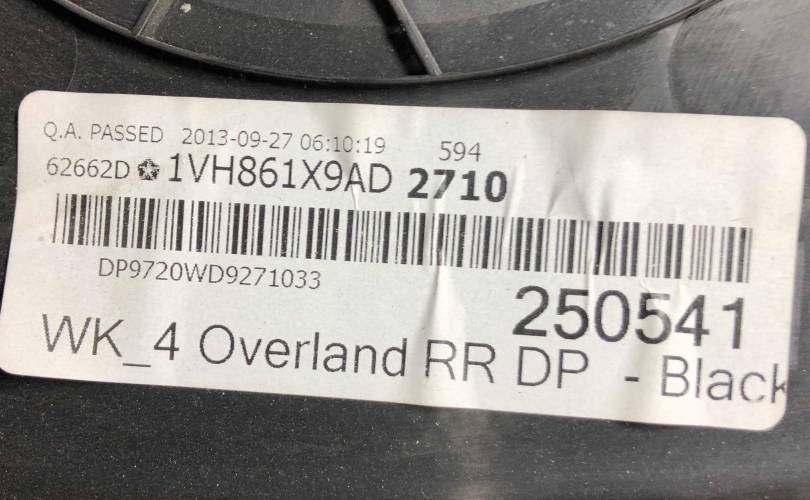 Q.A. PASSED 2013-09-27 06:10:19 594
62662D 1VH861X9AD 2710
DP9720WD9271033
250541
WK_4 Overland RR DP - Black